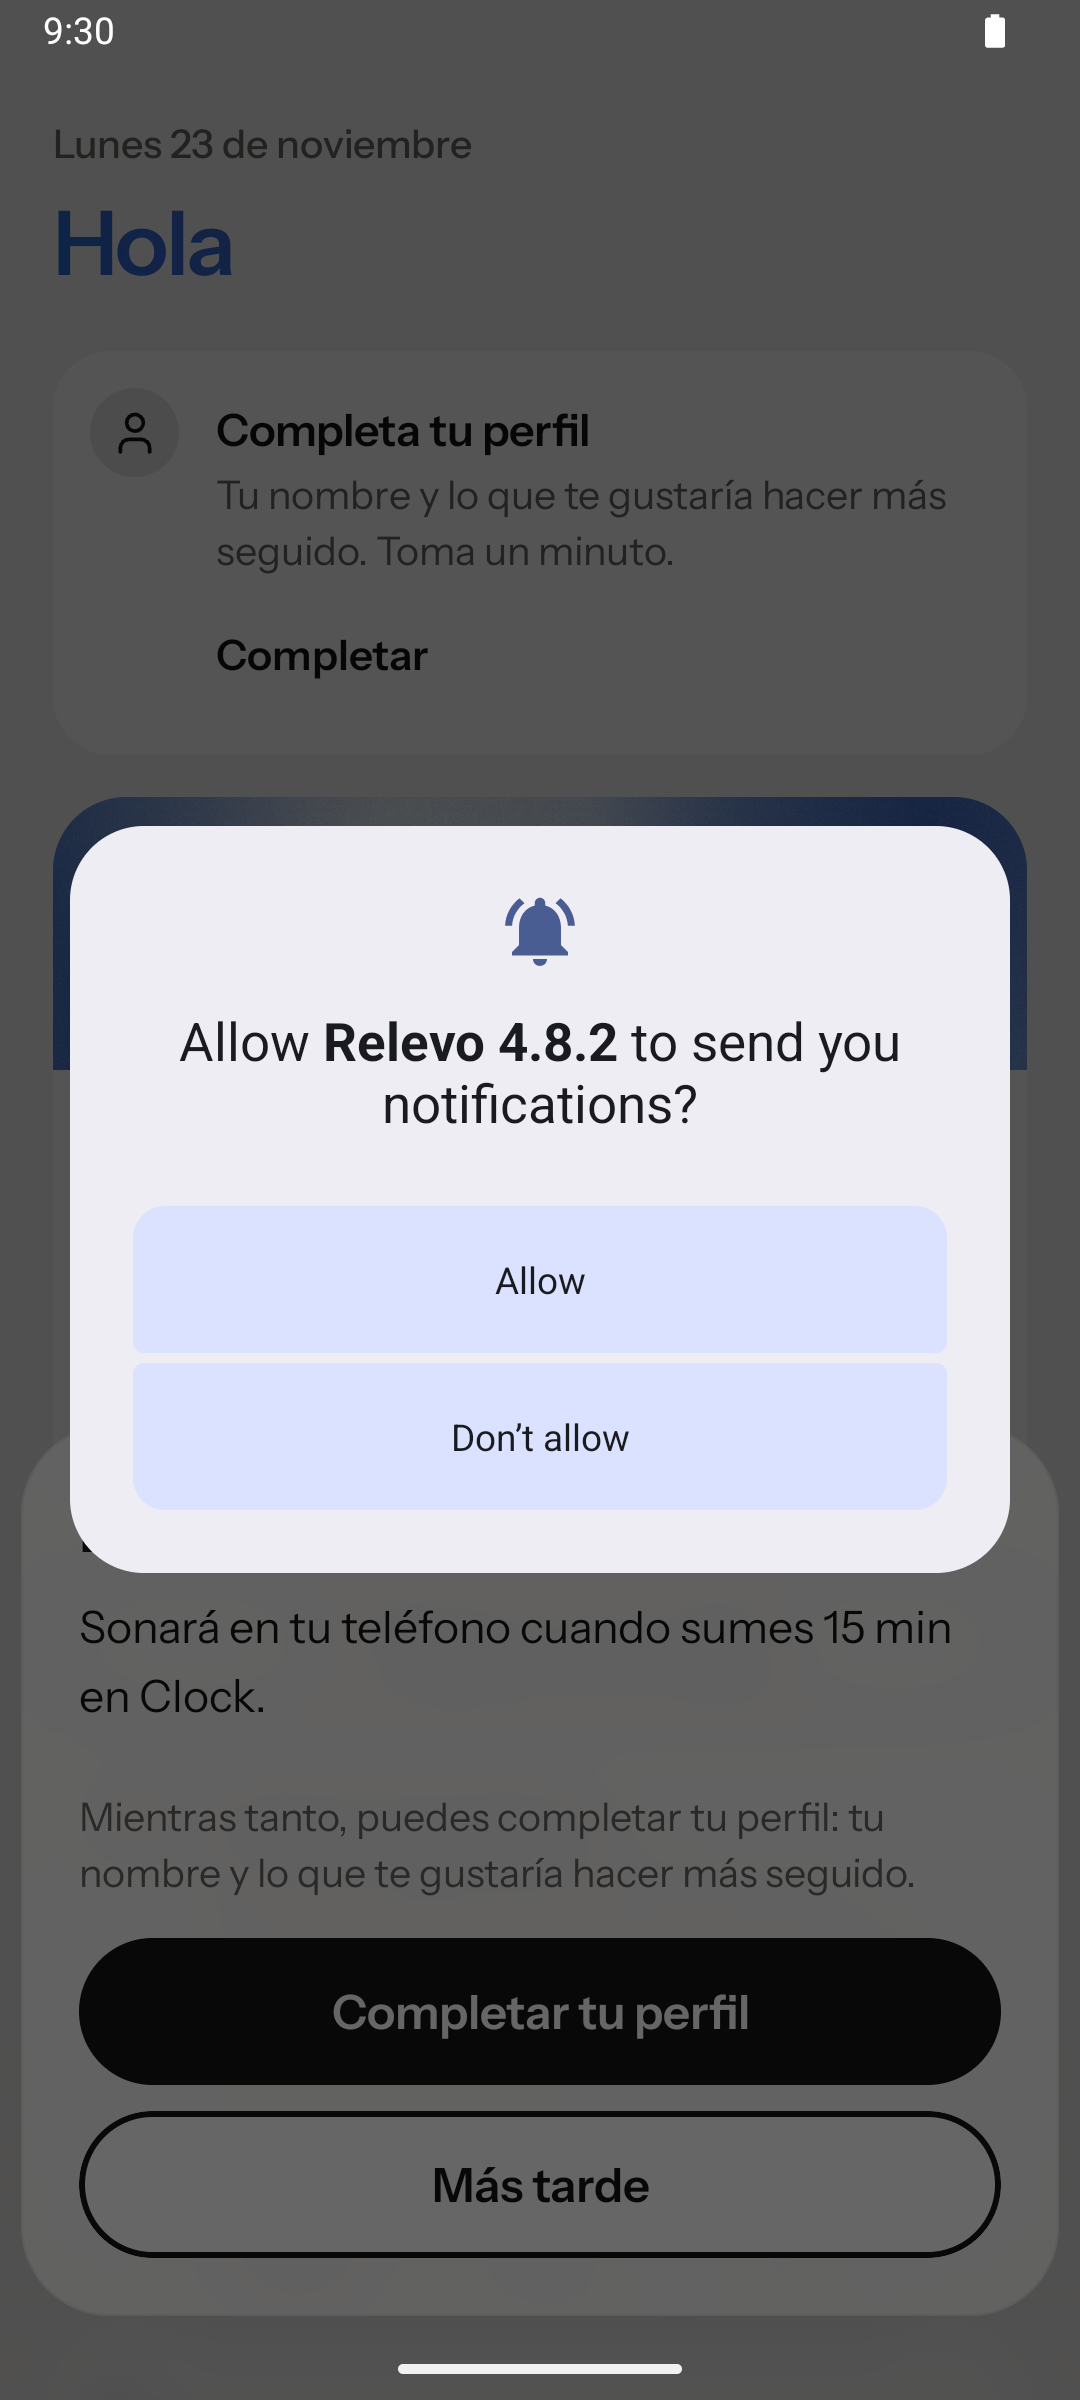 9:30
Lunes 23 de noviembre
Hola
Completa tu perfil
Tu nombre y lo que te gustaría hacer más
seguido. Toma un minuto.
Completar
Allow Relevo 4.8.2 to send you
notifications?
Allow
Don’t allow
Sonará en tu teléfono cuando sumes 15 min
en Clock.
Mientras tanto, puedes completar tu perfil: tu
nombre y lo que te gustaría hacer más seguido.
Completar tu perfil
Más tarde